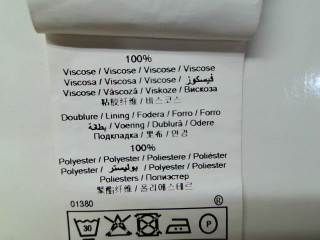 100%
Viscose / Viscose / Viscose / Viscose
Viscosa / Viscosa / Viscose / فيسكوز
Viscose / Vâscoză / Viskoze / Вискоза
粘胶纤维 / 비스코스
Doublure / Lining / Fodera / Forro / Forro
بطانة / Voering / Dublură / Odere
Подкладка / 里布 / 안감
100%
Polyester / Polyester / Poliestere / Poliéster
Polyester / بوليستر / Polyester / Polyester
Poliesters / Полиэстер
聚酯纤维 / 폴리에스테르
01380 ®
30 P